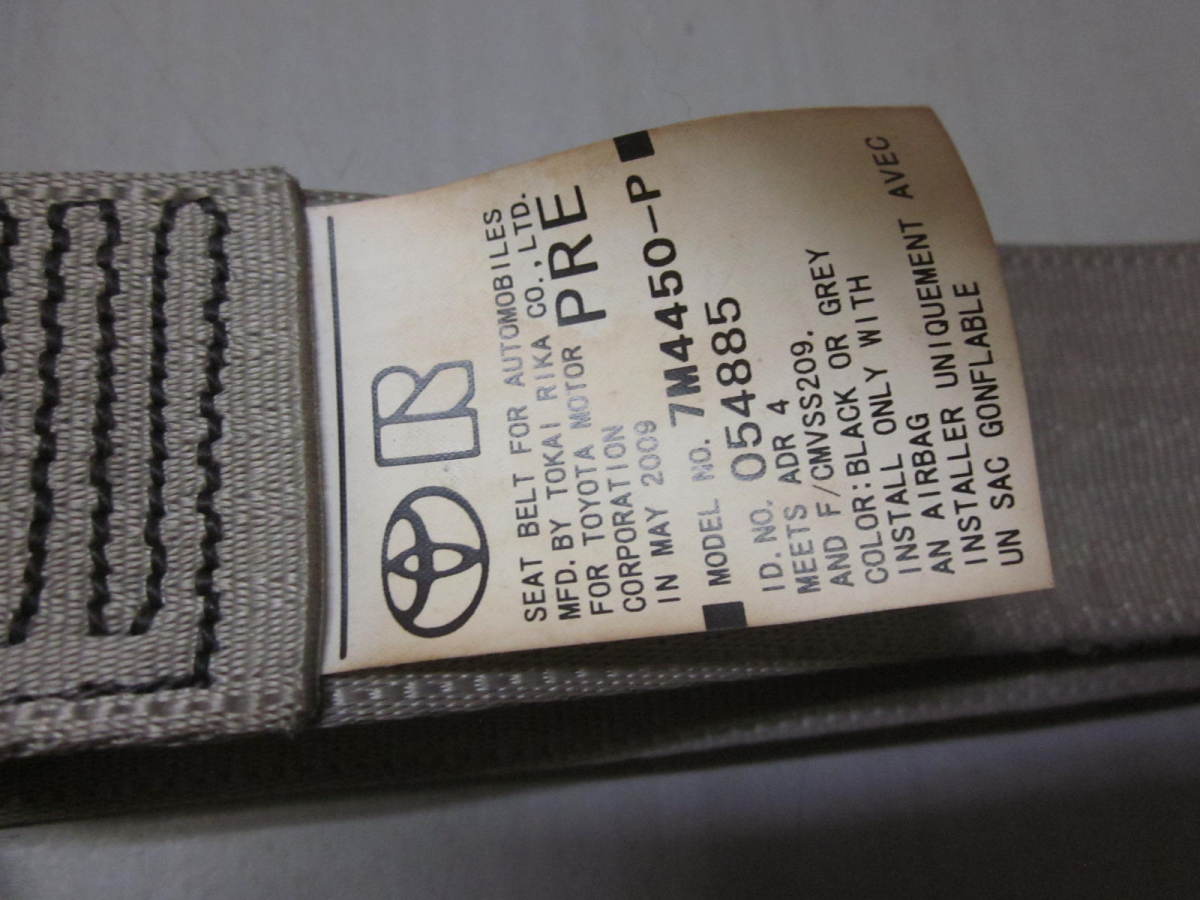 R
SEAT BELT FOR AUTOMOBILES
MFD. BY TOKAI RIKA CO., LTD.
FOR TOYOTA MOTOR PRE
CORPORATION
IN MAY 2009
MODEL NO. 7M4450-P
ID.NO. 054885
MEETS ADR 4
AND F/CMVSS209.
COLOR:BLACK OR GREY
INSTALL ONLY WITH
AN AIRBAG
INSTALLER UNIQUEMENT AVEC
UN SAC GONFLABLE